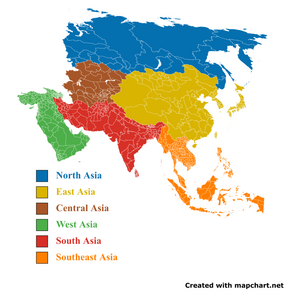 North Asia
East Asia
Central Asia
West Asia
South Asia
Southeast Asia
Created with mapchart.net